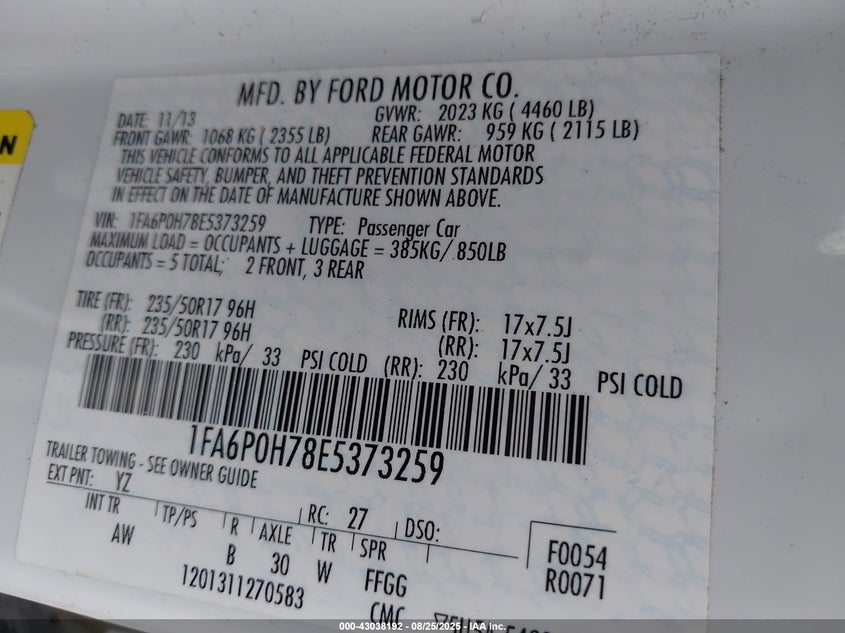 MFD. BY FORD MOTOR CO.
DATE: 11/13 GVWR: 2023 KG ( 4460 LB)
FRONT GAWR: 1068 KG ( 2355 LB) REAR GAWR: 959 KG ( 2115 LB)
THIS VEHICLE CONFORMS TO ALL APPLICABLE FEDERAL MOTOR
VEHICLE SAFETY, BUMPER, AND THEFT PREVENTION STANDARDS
IN EFFECT ON THE DATE OF MANUFACTURE SHOWN ABOVE.
VIN: 1FA6P0H78E5373259 TYPE: Passenger Car
MAXIMUM LOAD = OCCUPANTS + LUGGAGE = 385KG/ 850LB
OCCUPANTS = 5 TOTAL; 2 FRONT, 3 REAR
TIRE (FR): 235/50R17 96H RIMS (FR): 17x7.5J
(RR): 235/50R17 96H (RR): 17x7.5J
PRESSURE (FR): 230 kPa/ 33 PSI COLD (RR): 230 kPa/ 33 PSI COLD
1FA6P0H78E5373259
TRAILER TOWING - SEE OWNER GUIDE
EXT PNT: YZ RC: 27 DSO: F0054
INT TR TP/PS R AXLE TR SPR R0071
AW B 30 W FFGG
1201311270583 CMC
000-43038192 - 08/25/2025 - IAA Inc.